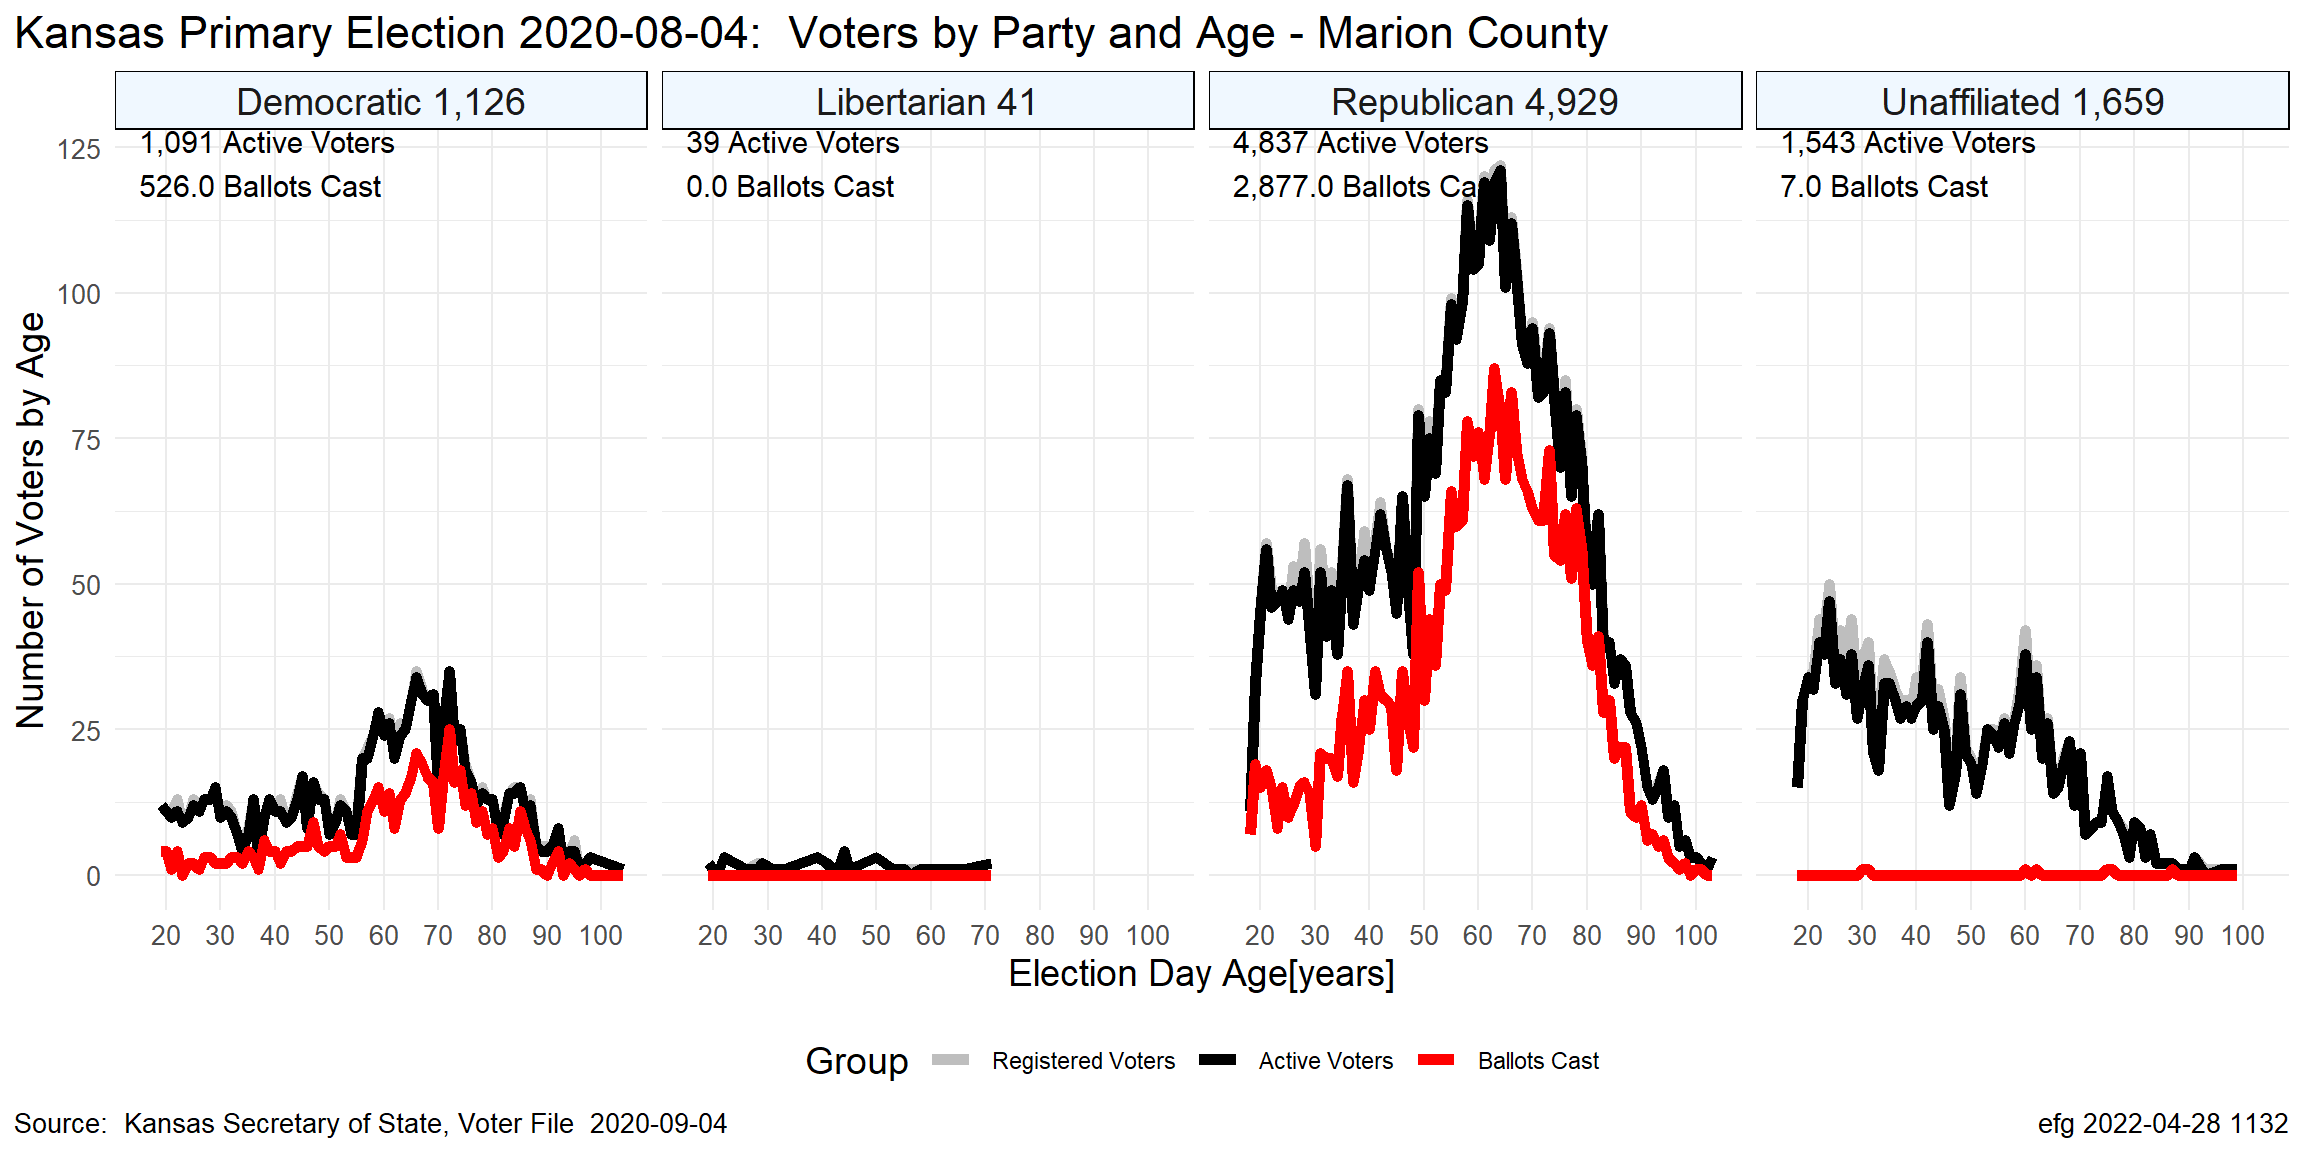 Kansas Primary Election 2020-08-04:  Voters by Party and Age - Marion County
Democratic 1,126
Libertarian 41
Republican 4,929
Unaffiliated 1,659
1,091 Active Voters
526.0 Ballots Cast
39 Active Voters
0.0 Ballots Cast
4,837 Active Voters
2,877.0 Ballots Ca
1,543 Active Voters
7.0 Ballots Cast
Number of Voters by Age
125
100
75
50
25
0
20 30 40 50 60 70 80 90 100
20 30 40 50 60 70 80 90 100
20 30 40 50 60 70 80 90 100
20 30 40 50 60 70 80 90 100
Election Day Age[years]
Group Registered Voters Active Voters Ballots Cast
Source:  Kansas Secretary of State, Voter File  2020-09-04
efg 2022-04-28 1132